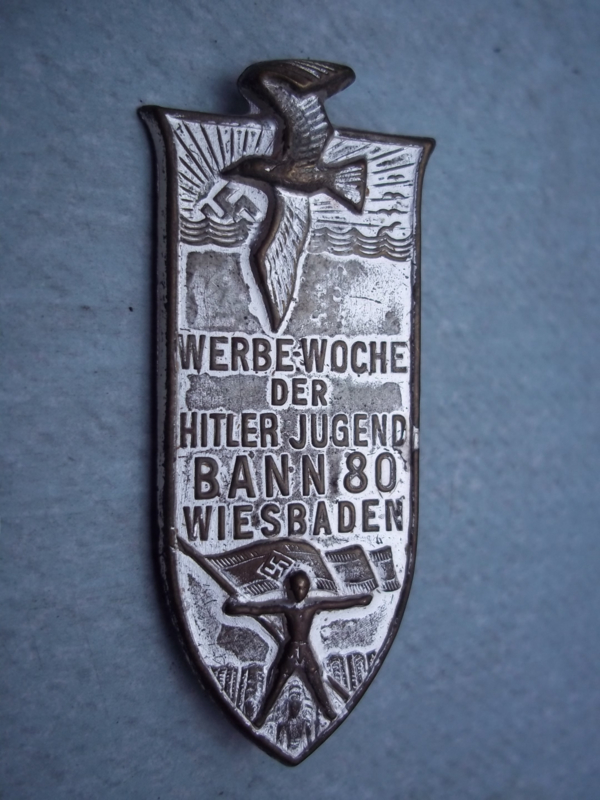 WERBE-WOCHE
DER
HITLER JUGEND
BANN 80
WIESBADEN